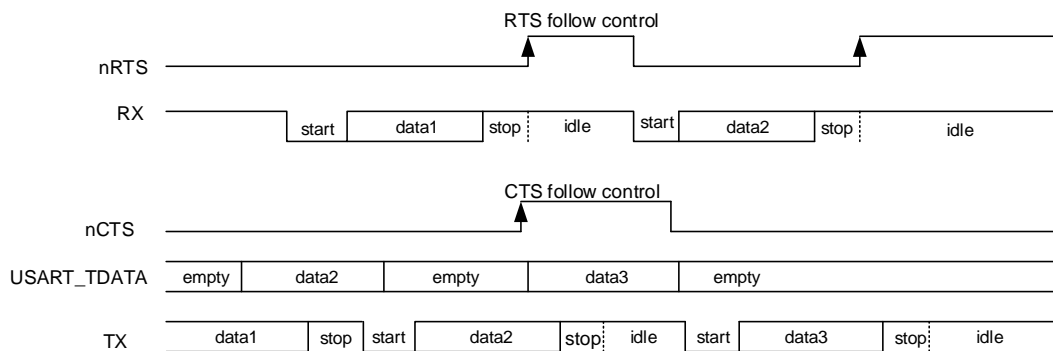 RTS follow control
nRTS
RX start data1 stop idle start data2 stop idle
CTS follow control
nCTS
USART_TDATA empty data2 empty data3 empty
TX data1 stop start data2 stop idle start data3 stop idle